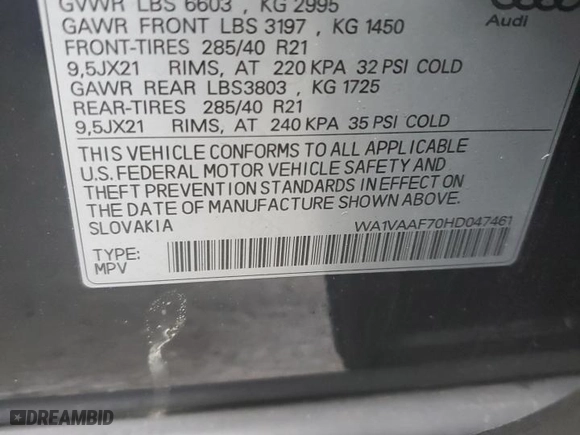 GVWR LBS 6603 , KG 2995
GAWR FRONT LBS 3197 , KG 1450
FRONT-TIRES 285/40 R21
9,5JX21 RIMS, AT 220 KPA 32 PSI COLD
GAWR REAR LBS3803 , KG 1725
REAR-TIRES 285/40 R21
9,5JX21 RIMS, AT 240 KPA 35 PSI COLD
Audi
THIS VEHICLE CONFORMS TO ALL APPLICABLE
U.S. FEDERAL MOTOR VEHICLE SAFETY AND
THEFT PREVENTION STANDARDS IN EFFECT ON
THE DATE OF MANUFACTURE SHOWN ABOVE.
SLOVAKIA WA1VAAF70HD047461
TYPE:
MPV
DREAMBID